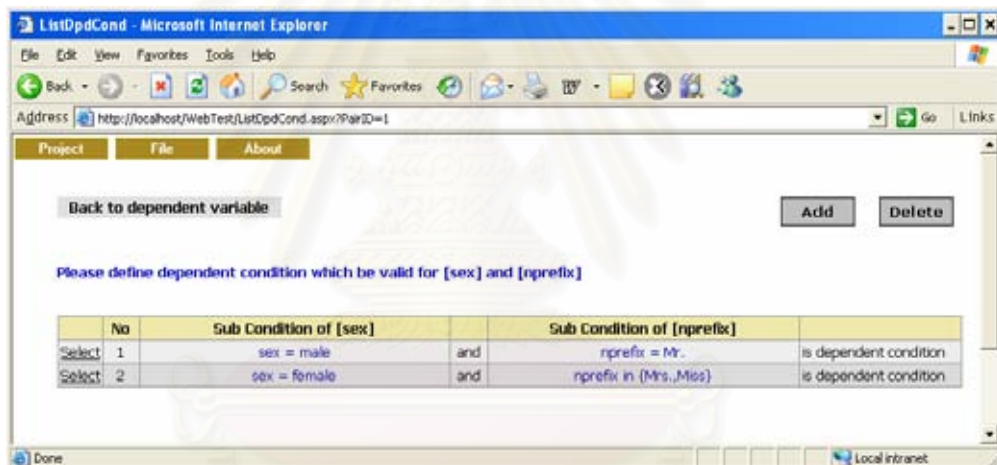 ListDpdCond - Microsoft Internet Explorer
File Edit View Favorites Tools Help
Back Search Favorites
Address http://localhost/WebTest/ListDpdCond.aspx?PairID=1 Go Links
Project File About
Back to dependent variable Add Delete
Please define dependent condition which be valid for [sex] and [nprefix]
No Sub Condition of [sex] Sub Condition of [nprefix]
Select 1 sex = male and nprefix = Mr. is dependent condition
Select 2 sex = female and nprefix in {Mrs.,Miss} is dependent condition
Done Local intranet